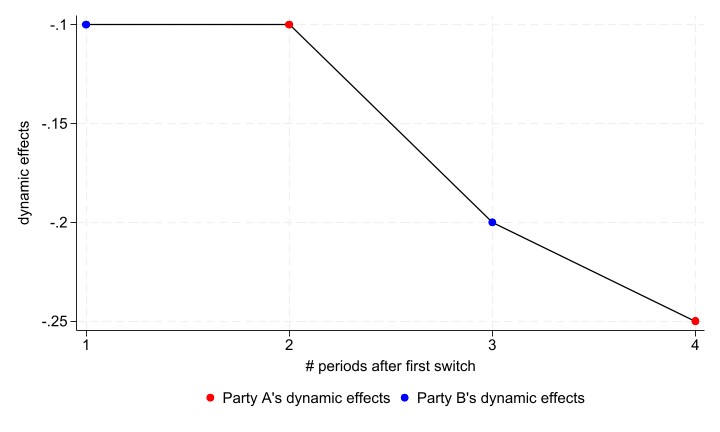 -.1
-.15
-.2
-.25
dynamic effects
1 2 3 4
# periods after first switch
Party A's dynamic effects Party B's dynamic effects